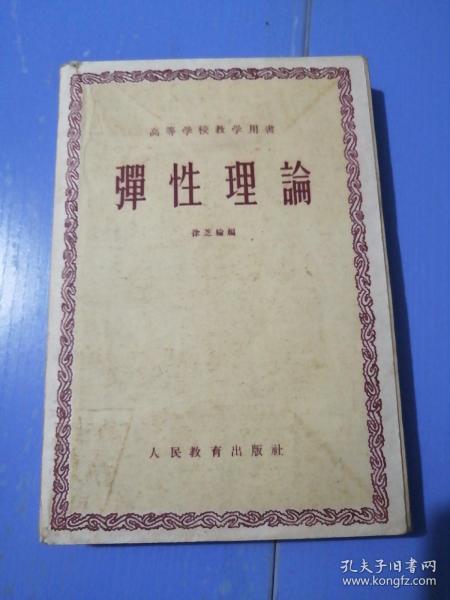 高等学校教学用書
彈性理論
徐芝綸編
人民教育出版社
孔夫子旧书网
www.kongfz.com